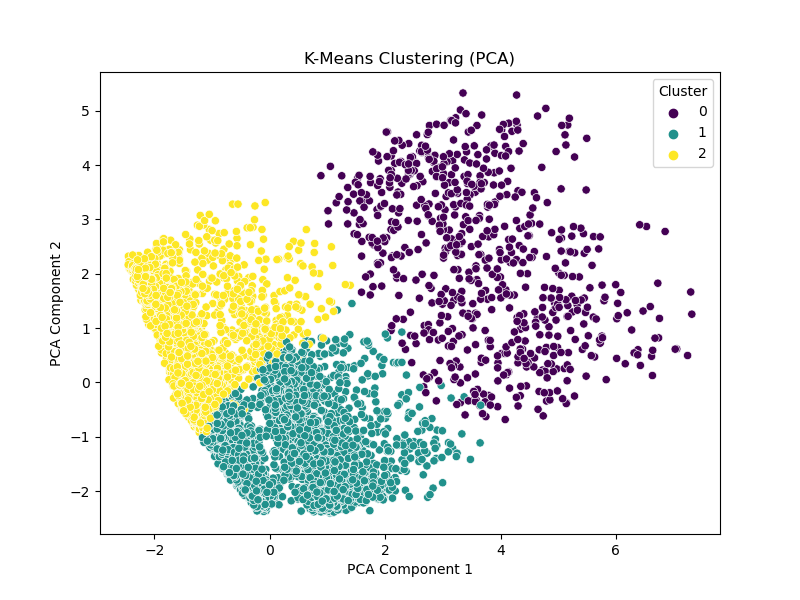 K-Means Clustering (PCA)
Cluster
0
1
2
5
4
3
2
1
0
−1
−2
PCA Component 2
−2 0 2 4 6
PCA Component 1